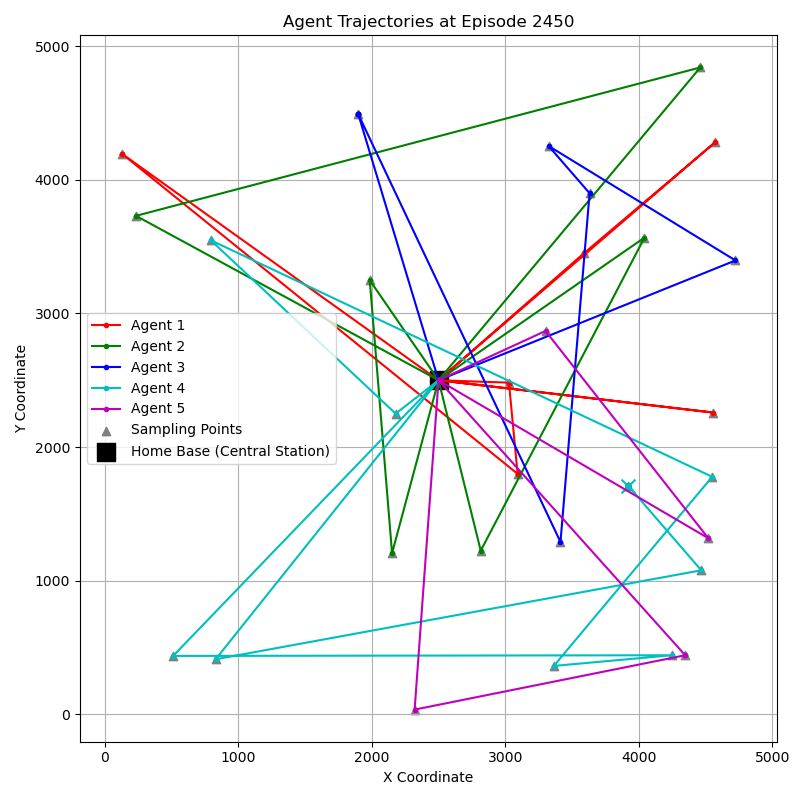 Agent Trajectories at Episode 2450
Y Coordinate
5000
4000
3000
2000
1000
0
Agent 1
Agent 2
Agent 3
Agent 4
Agent 5
Sampling Points
Home Base (Central Station)
0 1000 2000 3000 4000 5000
X Coordinate